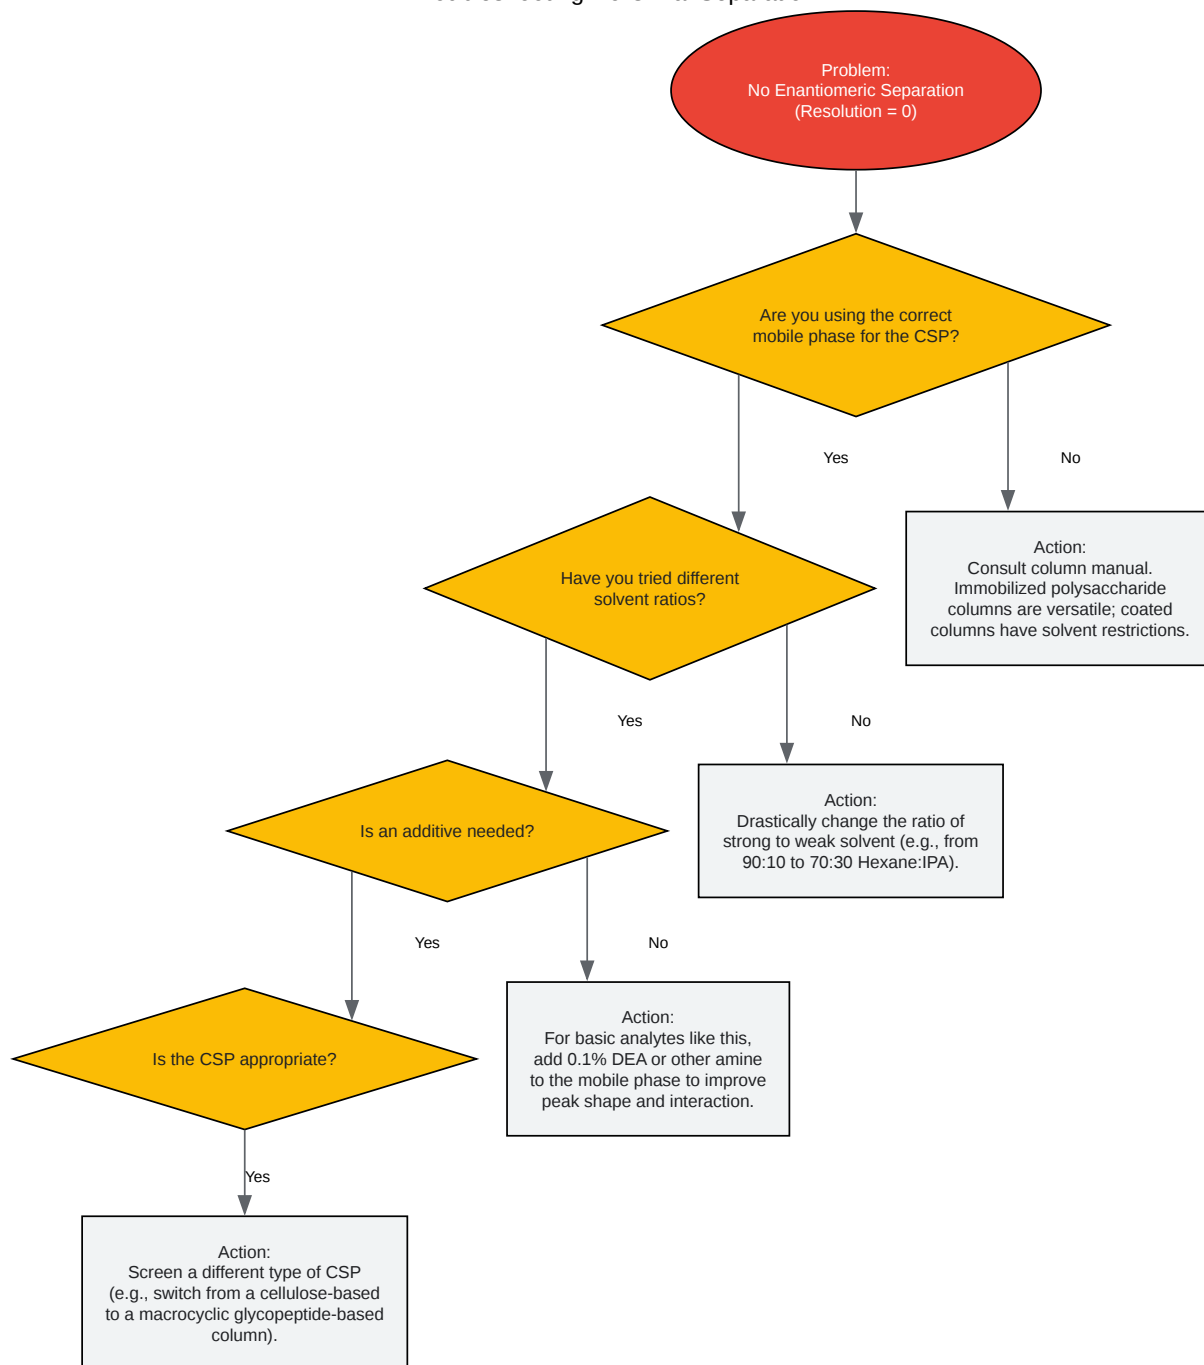 Problem:
No Enantiomeric Separation
(Resolution = 0)
Are you using the correct
mobile phase for the CSP?
Yes
No
Action:
Consult column manual.
Immobilized polysaccharide
columns are versatile; coated
columns have solvent restrictions.
Have you tried different
solvent ratios?
Yes
No
Action:
Drastically change the ratio of
strong to weak solvent (e.g., from
90:10 to 70:30 Hexane:IPA).
Is an additive needed?
Yes
No
Action:
For basic analytes like this,
add 0.1% DEA or other amine
to the mobile phase to improve
peak shape and interaction.
Is the CSP appropriate?
Yes
Action:
Screen a different type of CSP
(e.g., switch from a cellulose-based
to a macrocyclic glycopeptide-based
column).